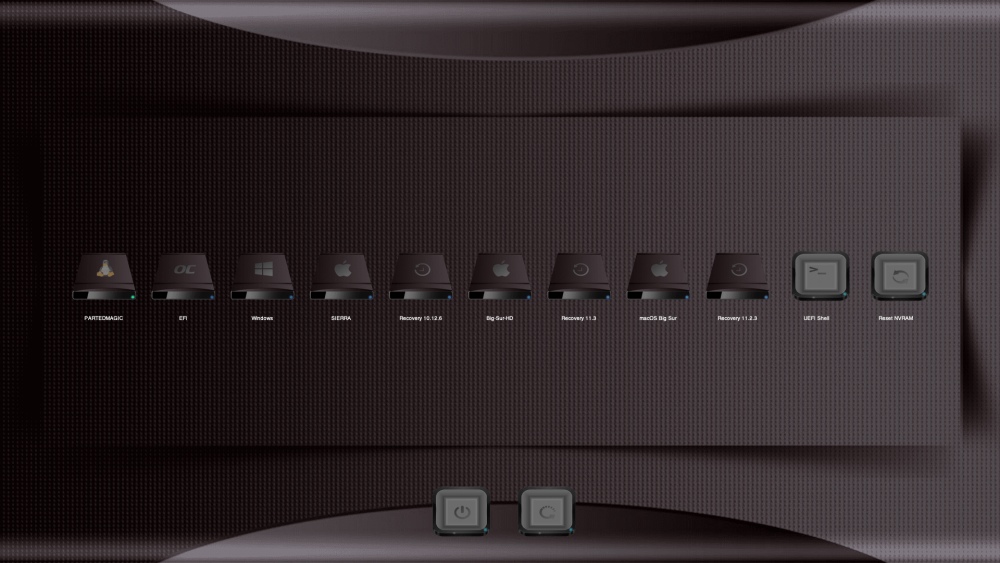 OC
PARTEDMAGIC
EFI
Windows
SIERRA
Recovery 10.12.6
Big-Sur-HD
Recovery 11.3
macOS Big Sur
Recovery 11.2.3
>_
UEFI Shell
Reset NVRAM